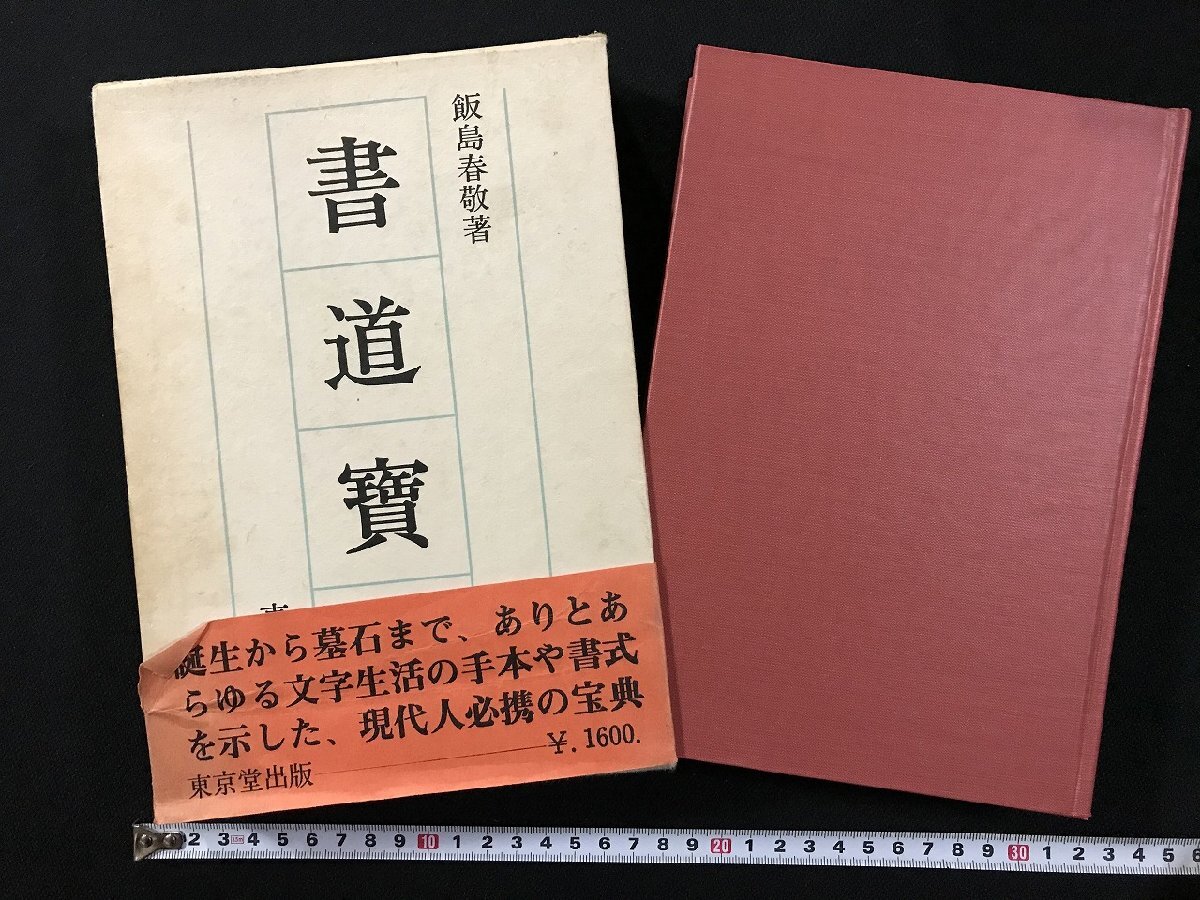 飯島春敬著
書道寶
誕生から墓石まで、ありとあ
らゆる文字生活の手本や書式
を示した、現代人必携の宝典
¥.1600.
東京堂出版
2 3 4 5 6 7 8 9 10 1 2 3 4 5 6 7 8 9 20 1 2 3 4 5 6 7 8 9 30 1 2 3 4 5 6